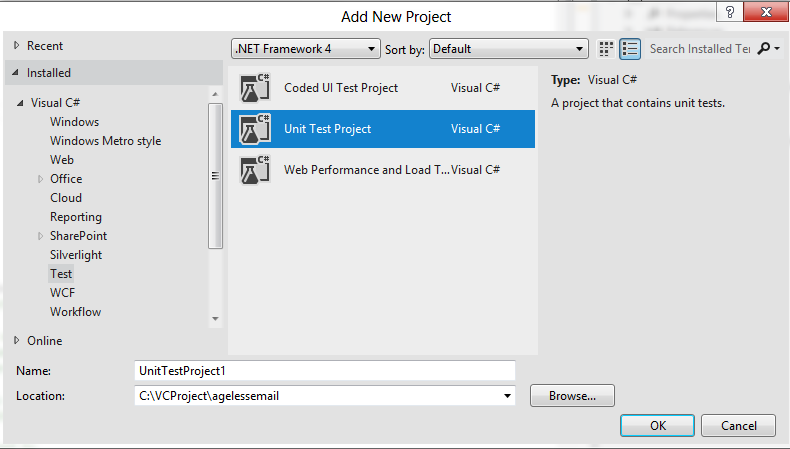 Add New Project
?
Recent
.NET Framework 4
Sort by:
Default
Search Installed Te
Installed
Visual C#
Windows
Windows Metro style
Web
Office
Cloud
Reporting
SharePoint
Silverlight
Test
WCF
Workflow
Online
C#
Coded UI Test Project
Visual C#
C#
Unit Test Project
Visual C#
C#
Web Performance and Load T...
Visual C#
Type: Visual C#
A project that contains unit tests.
Name:
UnitTestProject1
Location:
C:\VCProject\agelessemail
Browse...
OK
Cancel